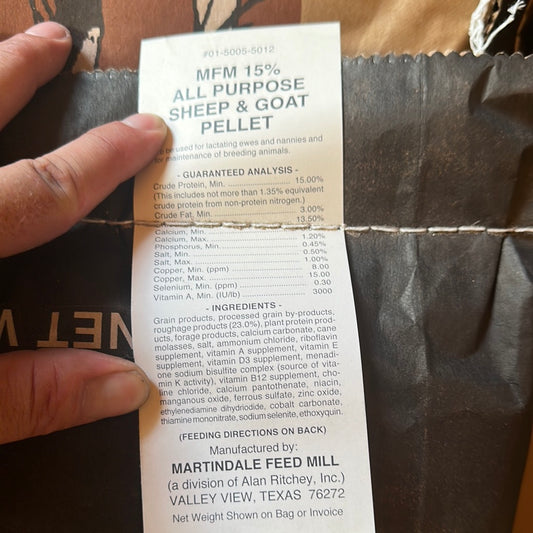 #01-5005-5012
MFM 15%
ALL PURPOSE
SHEEP & GOAT
PELLET
be used for lactating ewes and nannies and
for maintenance of breeding animals.
- GUARANTEED ANALYSIS -
Crude Protein, Min. 15.00%
(This includes not more than 1.35% equivalent
crude protein from non-protein nitrogen.)
Crude Fat, Min. 3.00%
13.50%
Calcium, Min.
Calcium, Max. 1.20%
Phosphorus, Min. 0.45%
Salt, Min. 0.50%
Salt, Max. 1.00%
Copper, Min. (ppm) 8.00
Copper, Max. 15.00
Selenium, Min. (ppm) 0.30
Vitamin A, Min. (IU/lb) 3000
- INGREDIENTS -
Grain products, processed grain by-products,
roughage products (23.0%), plant protein prod-
ucts, forage products, calcium carbonate, cane
molasses, salt, ammonium chloride, riboflavin
supplement, vitamin A supplement, vitamin E
supplement, vitamin D3 supplement, menadi-
one sodium bisulfite complex (source of vita-
min K activity), vitamin B12 supplement, cho-
line chloride, calcium pantothenate, niacin,
manganous oxide, ferrous sulfate, zinc oxide,
ethylenediamine dihydriodide, cobalt carbonate,
thiamine mononitrate, sodium selenite, ethoxyquin.
(FEEDING DIRECTIONS ON BACK)
Manufactured by:
MARTINDALE FEED MILL
(a division of Alan Ritchey, Inc.)
VALLEY VIEW, TEXAS 76272
Net Weight Shown on Bag or Invoice
NET W